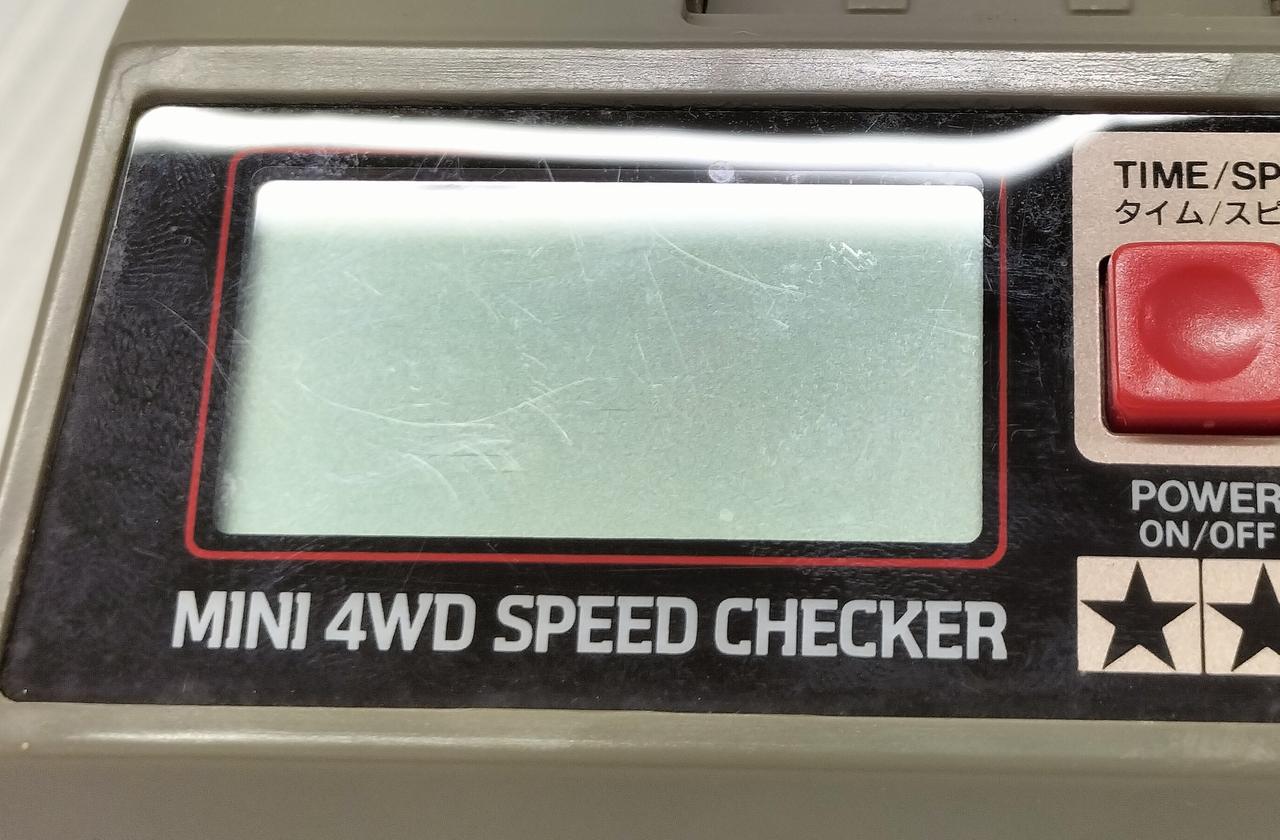 TIME/SP
タイム/スピ
POWER
ON/OFF
MINI 4WD SPEED CHECKER